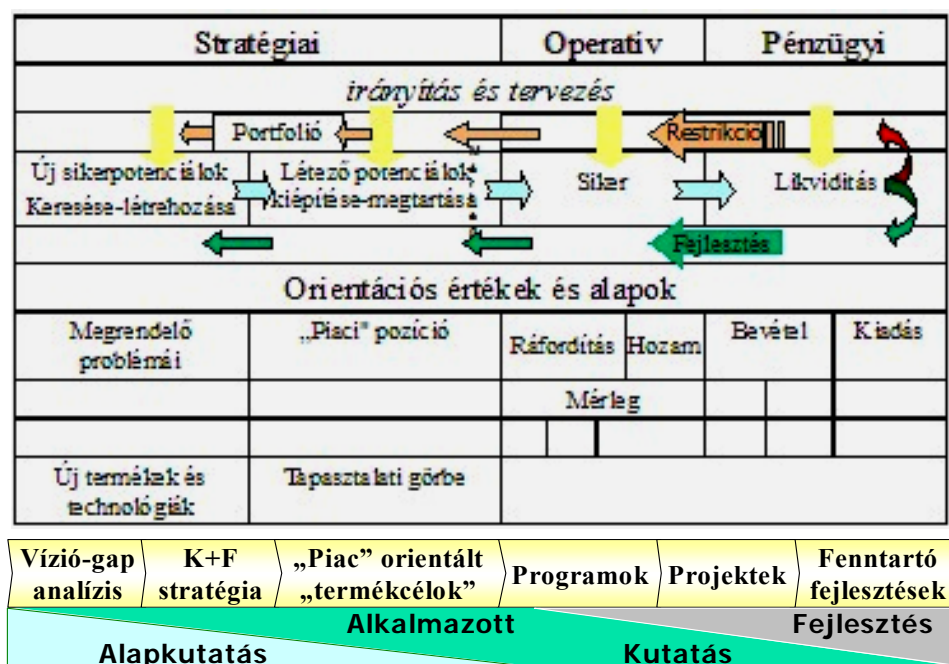 Stratégiai Operatív Pénzügyi
irányítás és tervezés
Portfolió Restrikció
Új sikerpotenciálok Létező potenciálok Siker Likviditás
Keresése-létrehozása kiépítése-megtartása
Fejlesztés
Orientációs értékek és alapok
Megrendelő „Piaci” pozíció Ráfordítás Hozam Bevétel Kiadás
problémái
Mérleg
Új termékek és Tapasztalati görbe
technológiák
Vízió-gap K+F „Piac” orientált Programok Projektek Fenntartó
analízis stratégia „termékcélok” fejlesztések
Alkalmazott Fejlesztés
Alapkutatás Kutatás